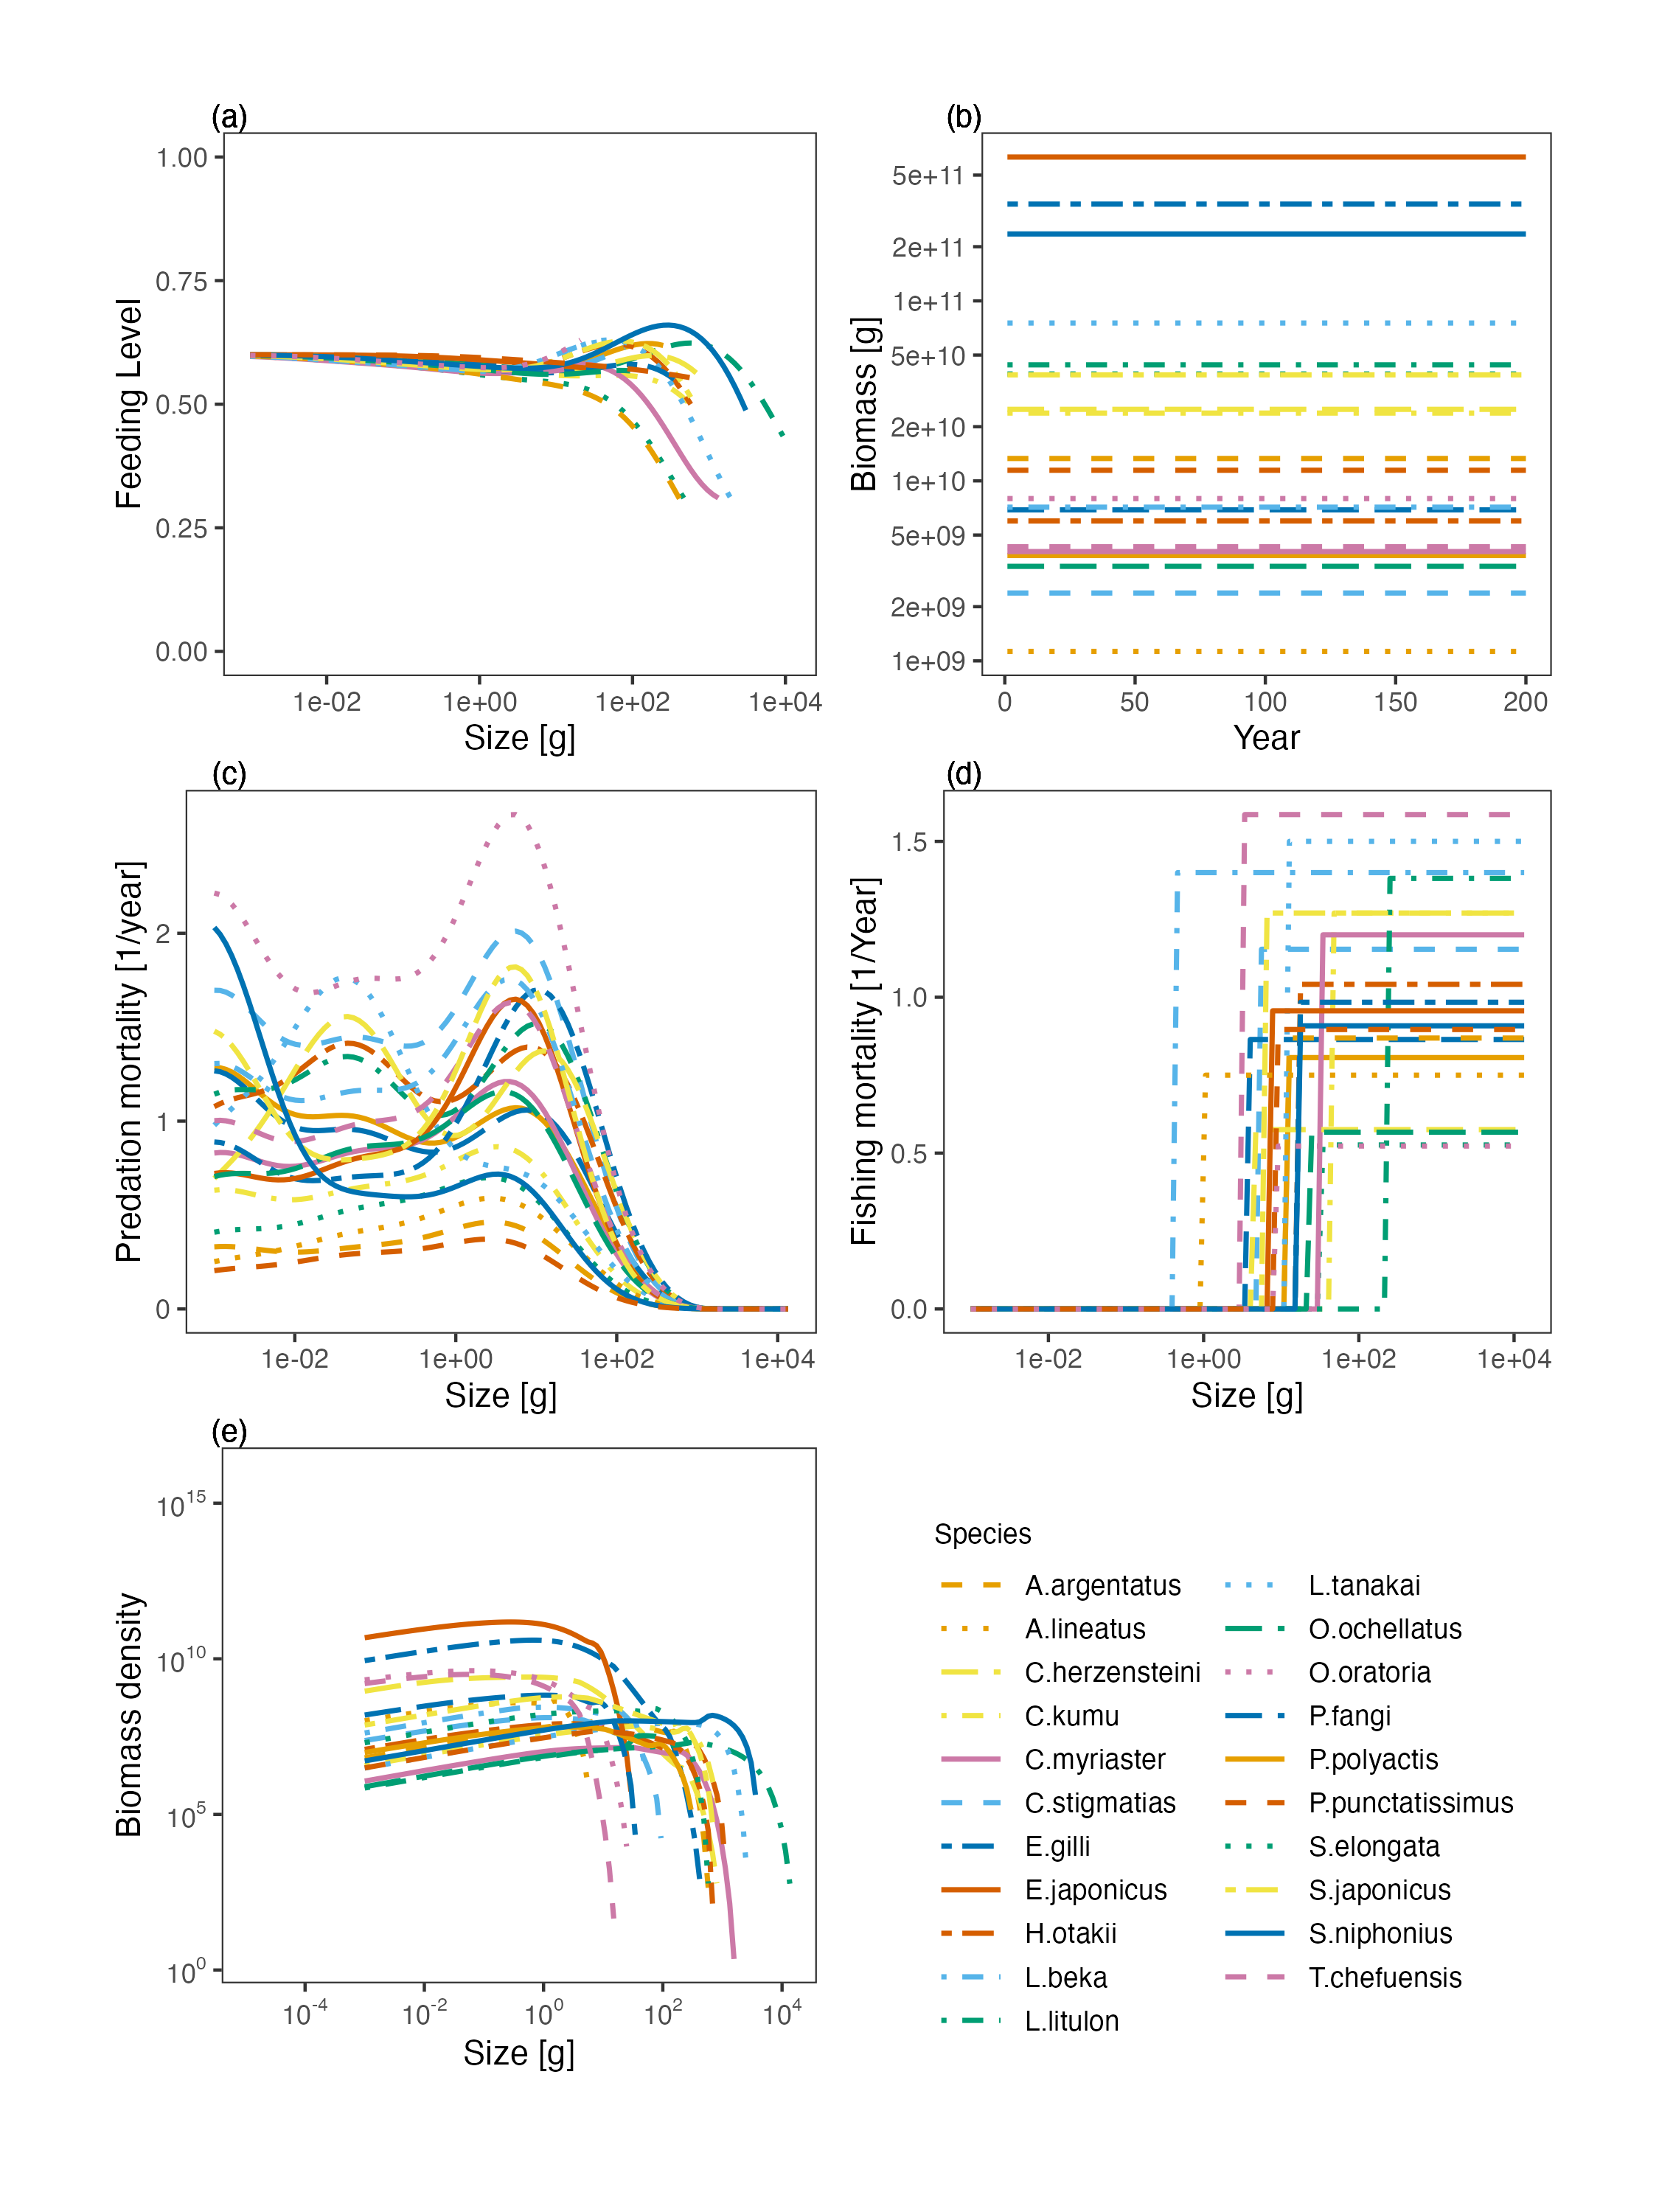 (a)
1.00
0.75
0.50
0.25
0.00
Feeding Level
1e-02 1e+00 1e+02 1e+04
Size [g]
(b)
5e+11
2e+11
1e+11
5e+10
2e+10
1e+10
5e+09
2e+09
1e+09
Biomass [g]
0 50 100 150 200
Year
(c)
2
1
0
Predation mortality [1/year]
1e-02 1e+00 1e+02 1e+04
Size [g]
(d)
1.5
1.0
0.5
0.0
Fishing mortality [1/Year]
1e-02 1e+00 1e+02 1e+04
Size [g]
(e)
10^15
10^10
10^5
10^0
Biomass density
10^-4 10^-2 10^0 10^2 10^4
Size [g]
Species
A.argentatus
A.lineatus
C.herzensteini
C.kumu
C.myriaster
C.stigmatias
E.gilli
E.japonicus
H.otakii
L.beka
L.litulon
L.tanakai
O.ochellatus
O.oratoria
P.fangi
P.polyactis
P.punctatissimus
S.elongata
S.japonicus
S.niphonius
T.chefuensis